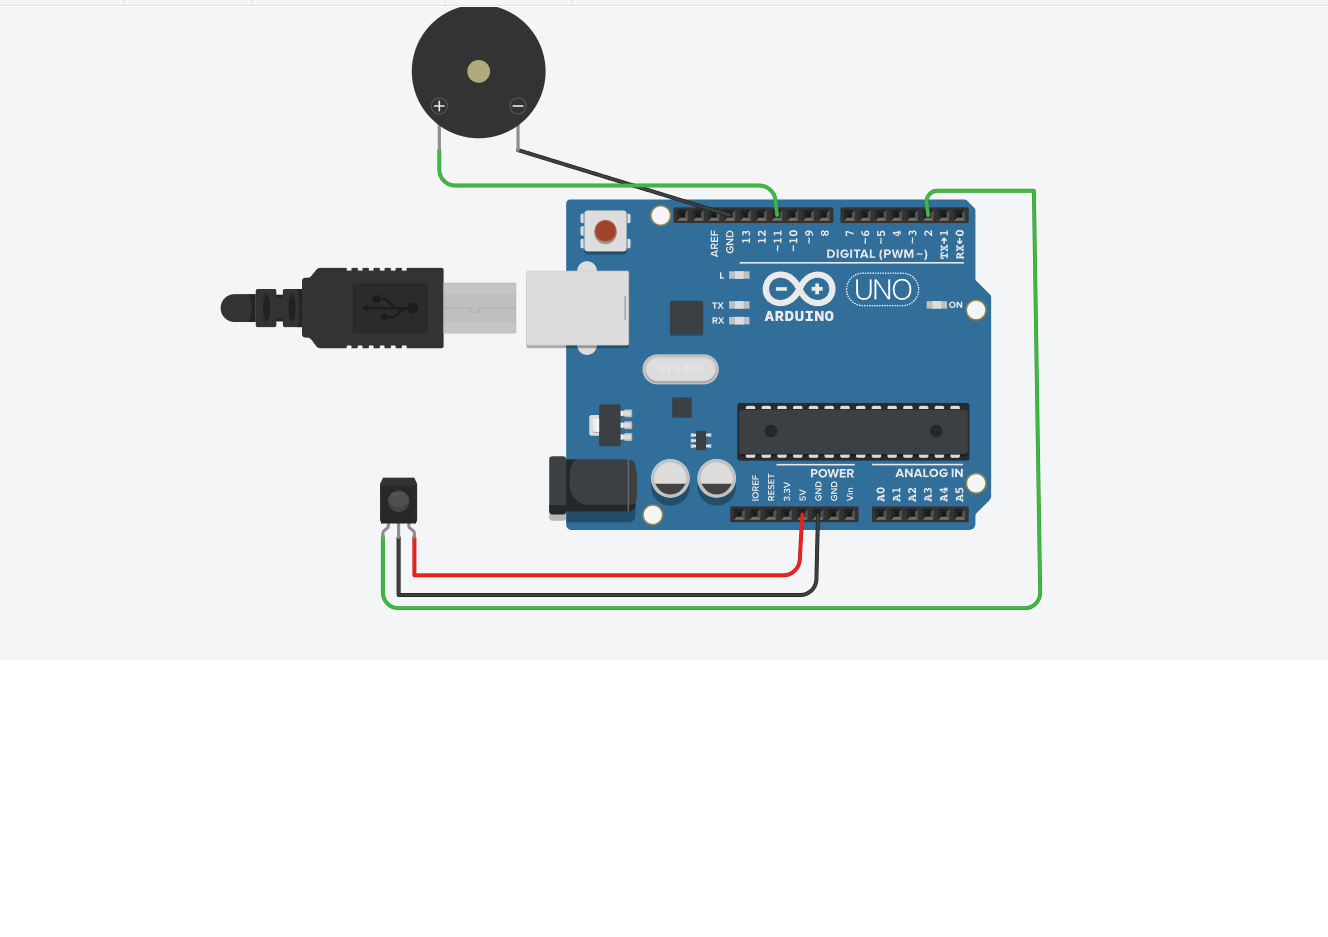 + −
AREF
GND
13
12
~11
~10
~9
8
7
~6
~5
4
~3
2
TX→1
RX←0
DIGITAL (PWM~)
L
TX
RX
ARDUINO
UNO
ON
POWER
ANALOG IN
IOREF
RESET
3.3V
5V
GND
GND
Vin
A0
A1
A2
A3
A4
A5